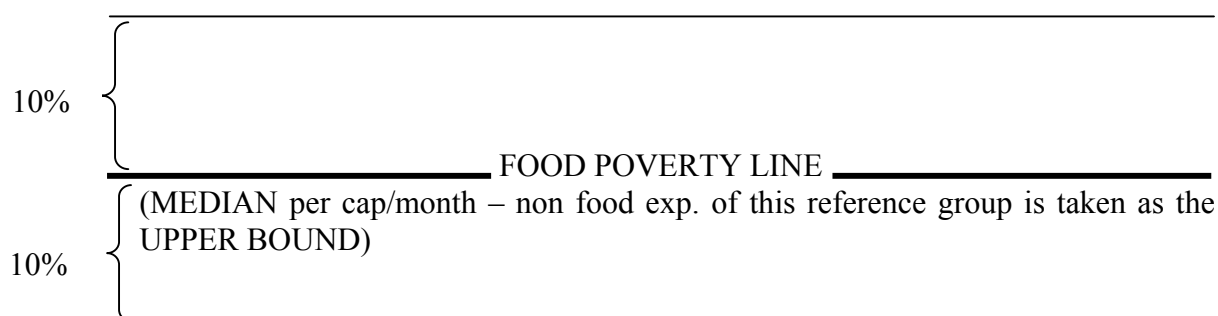 10%
FOOD POVERTY LINE
(MEDIAN per cap/month – non food exp. of this reference group is taken as the
UPPER BOUND)
10%